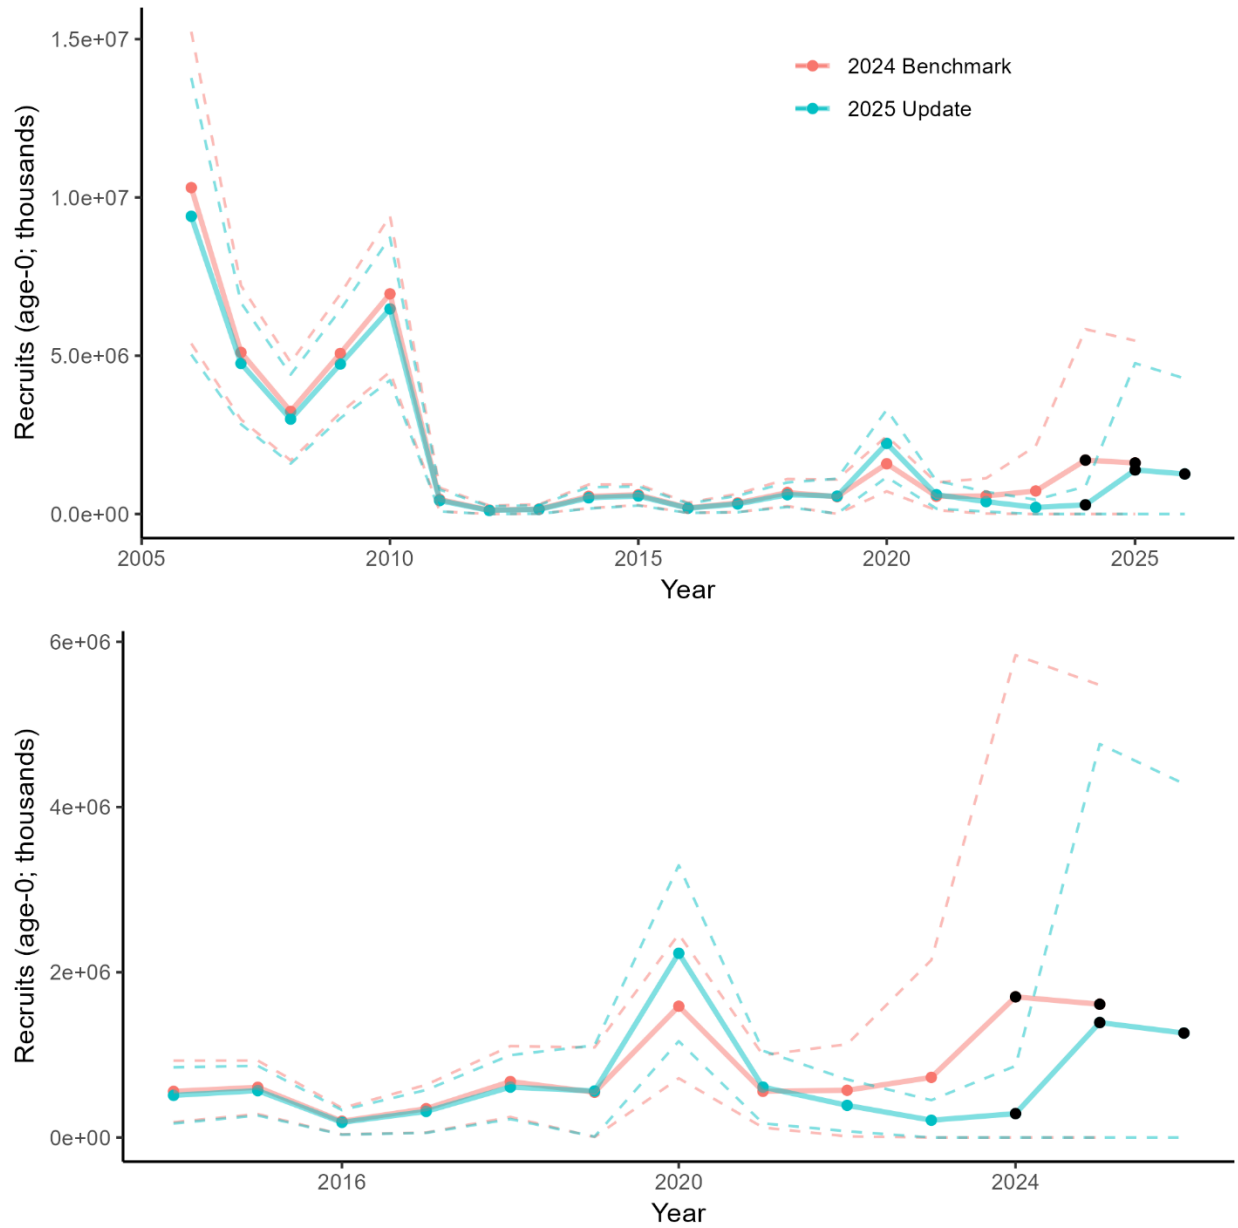 1.5e+07
1.0e+07
5.0e+06
0.0e+00
Recruits (age-0; thousands)
2024 Benchmark
2025 Update
2005 2010 2015 2020 2025
Year
6e+06
4e+06
2e+06
0e+00
Recruits (age-0; thousands)
2016 2020 2024
Year